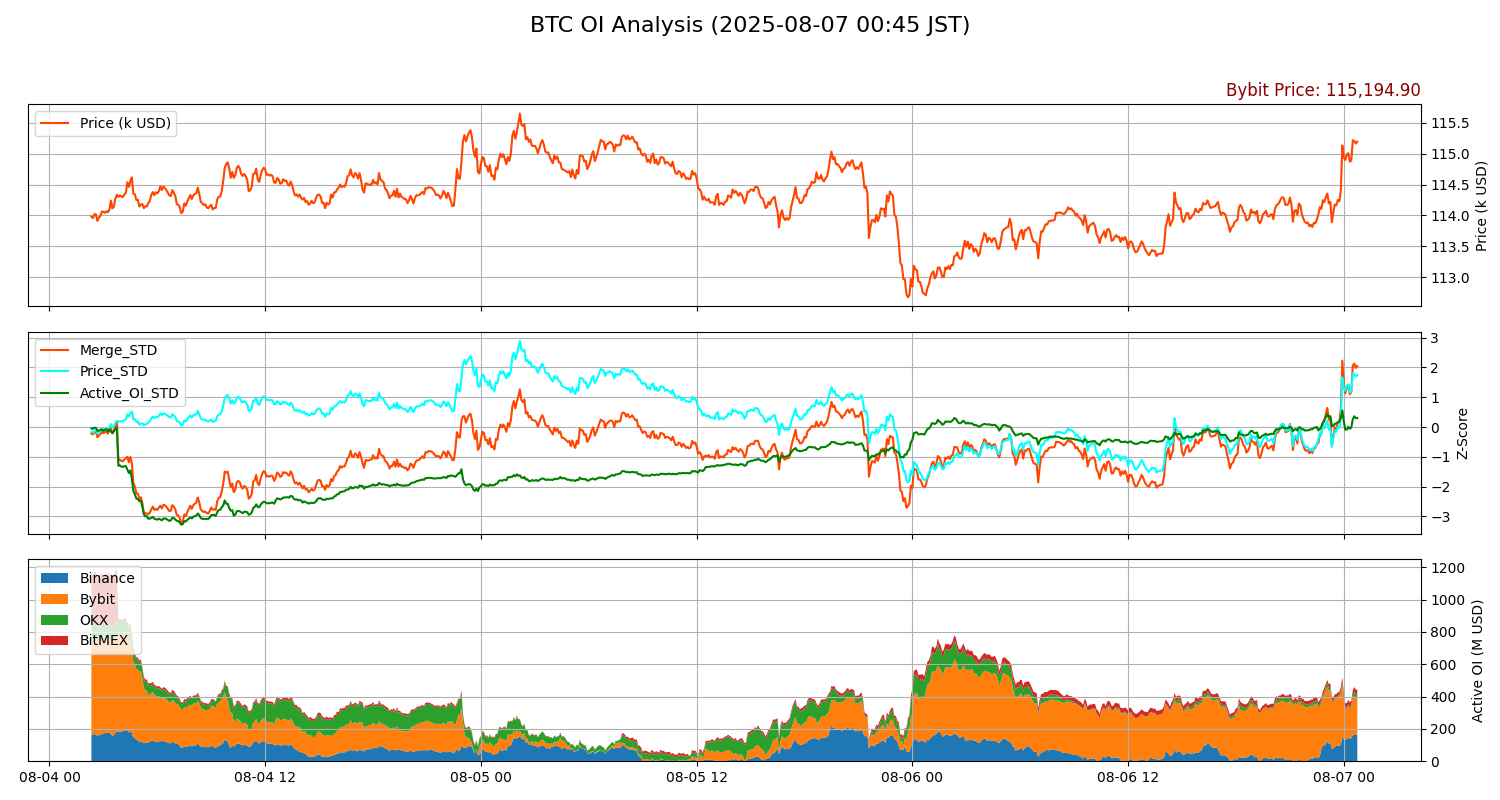 BTC OI Analysis (2025-08-07 00:45 JST)
Bybit Price: 115,194.90
Price (k USD)
115.5
115.0
114.5
114.0
113.5
113.0
Price (k USD)
Merge_STD
Price_STD
Active_OI_STD
3
2
1
0
−1
−2
−3
Z-Score
Binance
Bybit
OKX
BitMEX
1200
1000
800
600
400
200
0
Active OI (M USD)
08-04 00
08-04 12
08-05 00
08-05 12
08-06 00
08-06 12
08-07 00